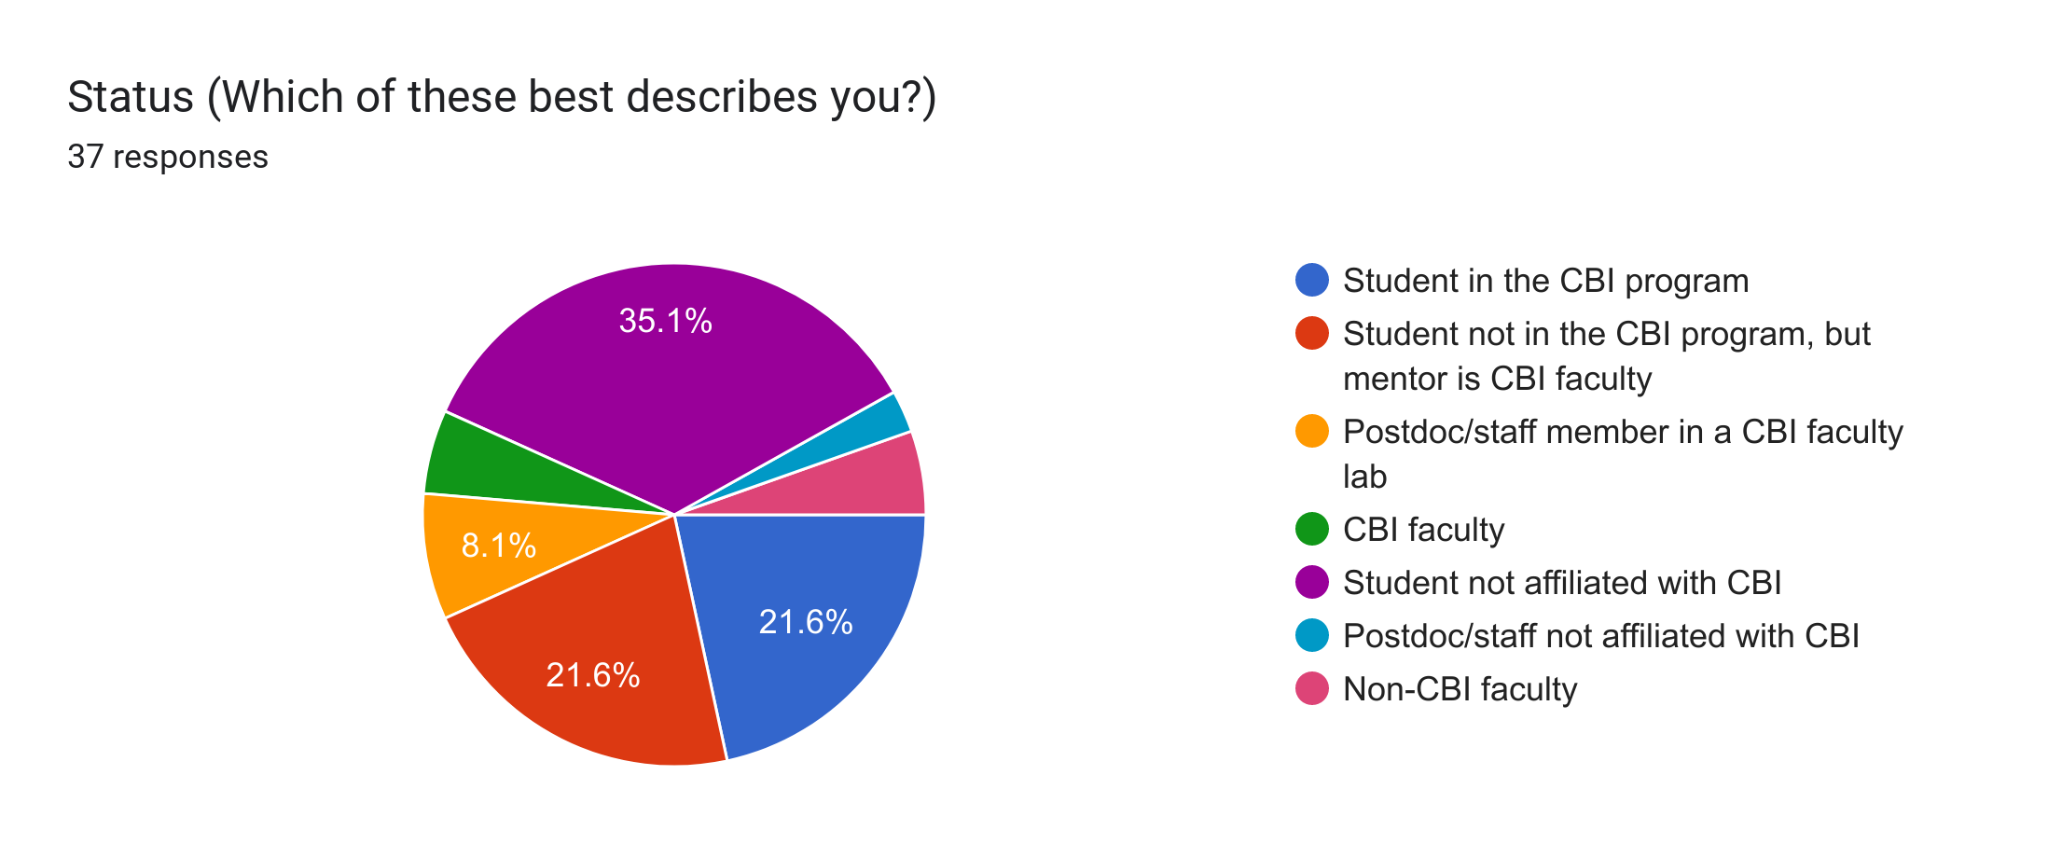 Status (Which of these best describes you?)
37 responses
35.1%
8.1%
21.6%
21.6%
Student in the CBI program
Student not in the CBI program, but
mentor is CBI faculty
Postdoc/staff member in a CBI faculty
lab
CBI faculty
Student not affiliated with CBI
Postdoc/staff not affiliated with CBI
Non-CBI faculty